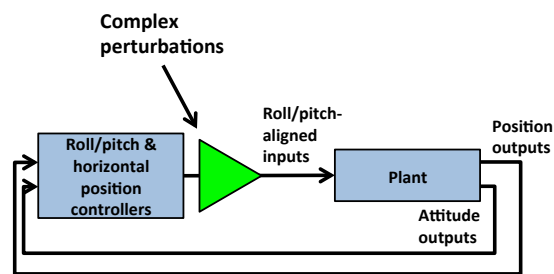 Complex
perturbations
Roll/pitch-
aligned
inputs
Position
outputs
Roll/pitch &
horizontal
position
controllers
Plant
Attitude
outputs